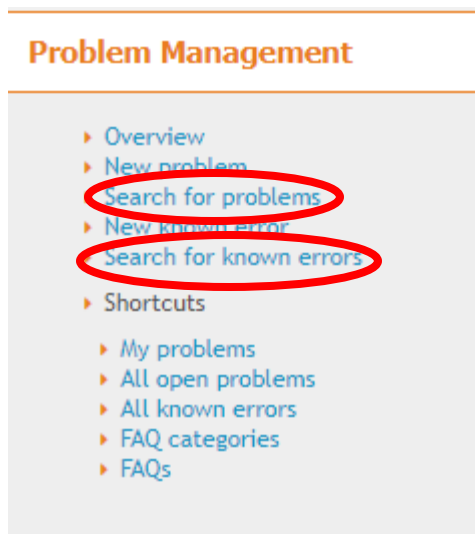 Problem Management
Overview
New problem
Search for problems
New known error
Search for known errors
Shortcuts
My problems
All open problems
All known errors
FAQ categories
FAQs